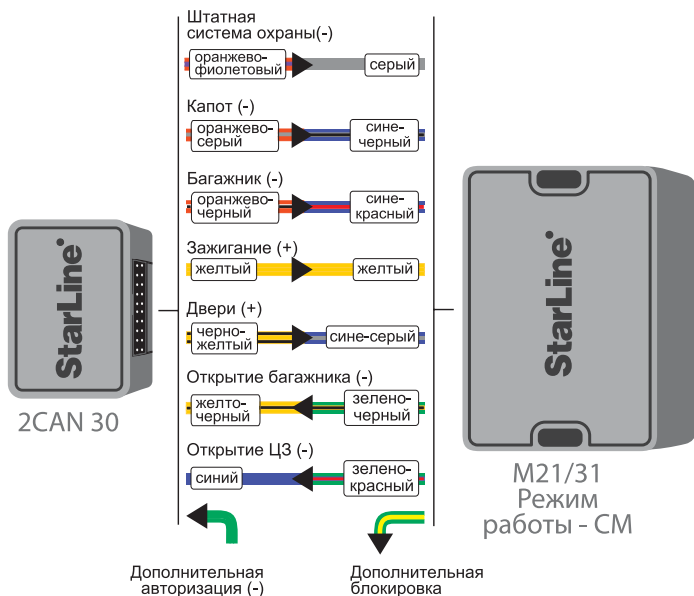 Штатная
система охраны(-)
оранжево-
фиолетовый
серый
Капот (-)
оранжево-
серый
сине-
черный
Багажник (-)
оранжево-
черный
сине-
красный
Зажигание (+)
желтый
желтый
Двери (+)
черно-
желтый
сине-серый
Открытие багажника (-)
желто-
черный
зелено-
черный
Открытие ЦЗ (-)
синий
зелено-
красный
Дополнительная
авторизация (-)
Дополнительная
блокировка
StarLine
2CAN 30
StarLine
M21/31
Режим
работы - СМ